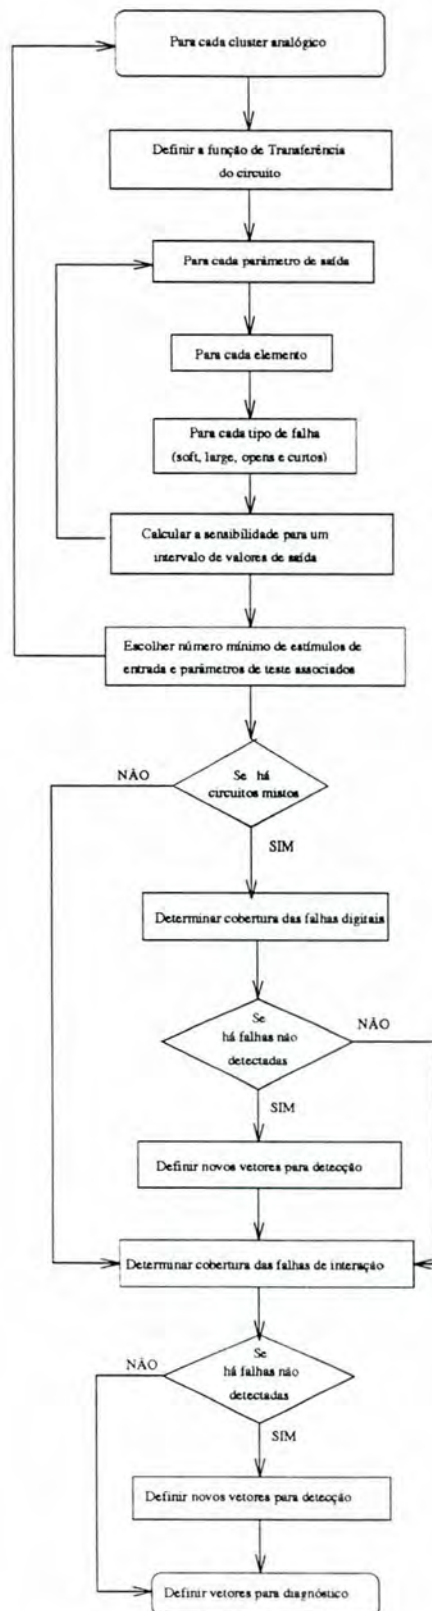 Para cada cluster analógico
Definir a função de Transferência
do circuito
Para cada parâmetro de saída
Para cada elemento
Para cada tipo de falha
(soft, large, opens e curtos)
Calcular a sensibilidade para um
intervalo de valores de saída
Escolher número mínimo de estímulos de
entrada e parâmetros de teste associados
NÃO
Se há
circuitos mistos
SIM
Determinar cobertura das falhas digitais
Se
há falhas não
detectadas
NÃO
SIM
Definir novos vetores para detecção
Determinar cobertura das falhas de interação
NÃO
Se
há falhas não
detectadas
SIM
Definir novos vetores para detecção
Definir vetores para diagnóstico